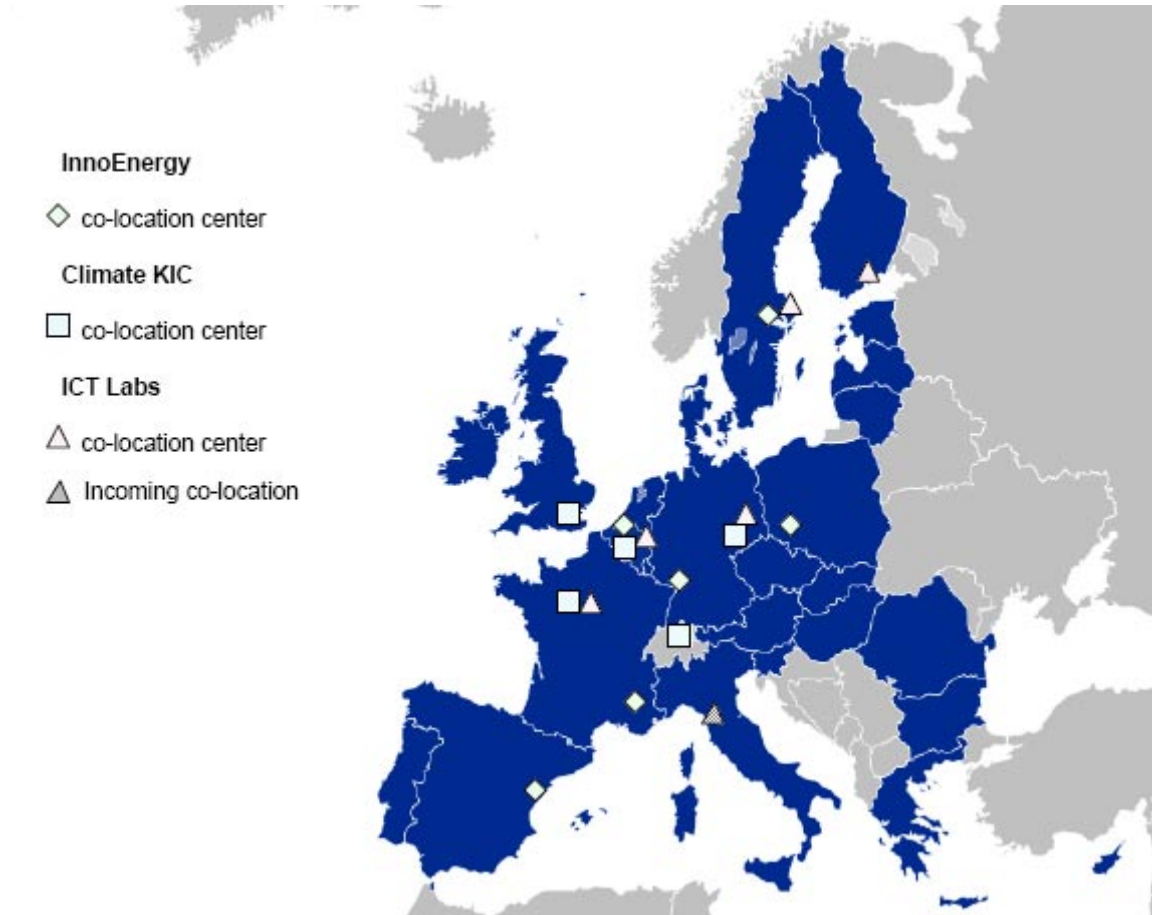 InnoEnergy
co-location center
Climate KIC
co-location center
ICT Labs
co-location center
Incoming co-location